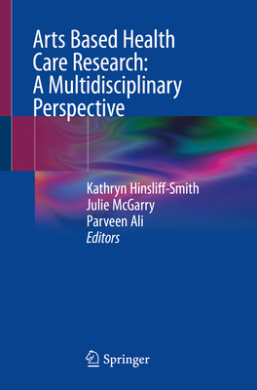 Arts Based Health
Care Research:
A Multidisciplinary
Perspective
Kathryn Hinsliff-Smith
Julie McGarry
Parveen Ali
Editors
Springer